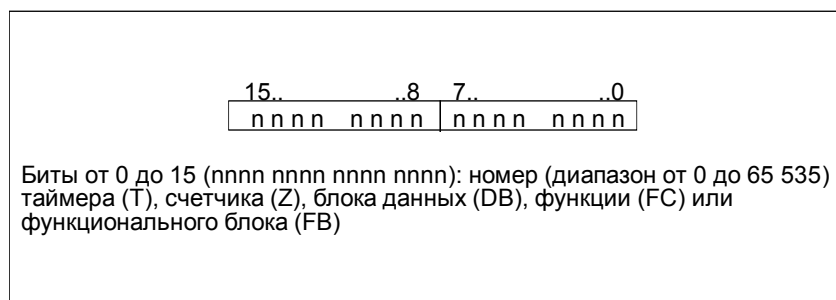 15.. ..8 7.. ..0
n n n n n n n n n n n n n n n n
Биты от 0 до 15 (nnnn nnnn nnnn nnnn): номер (диапазон от 0 до 65 535)
таймера (T), счетчика (Z), блока данных (DB), функции (FC) или
функционального блока (FB)